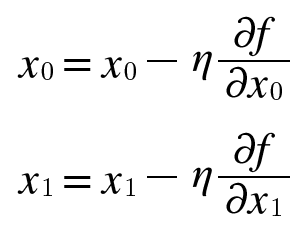 x₀ = x₀ − η ∂f/∂x₀
x₁ = x₁ − η ∂f/∂x₁